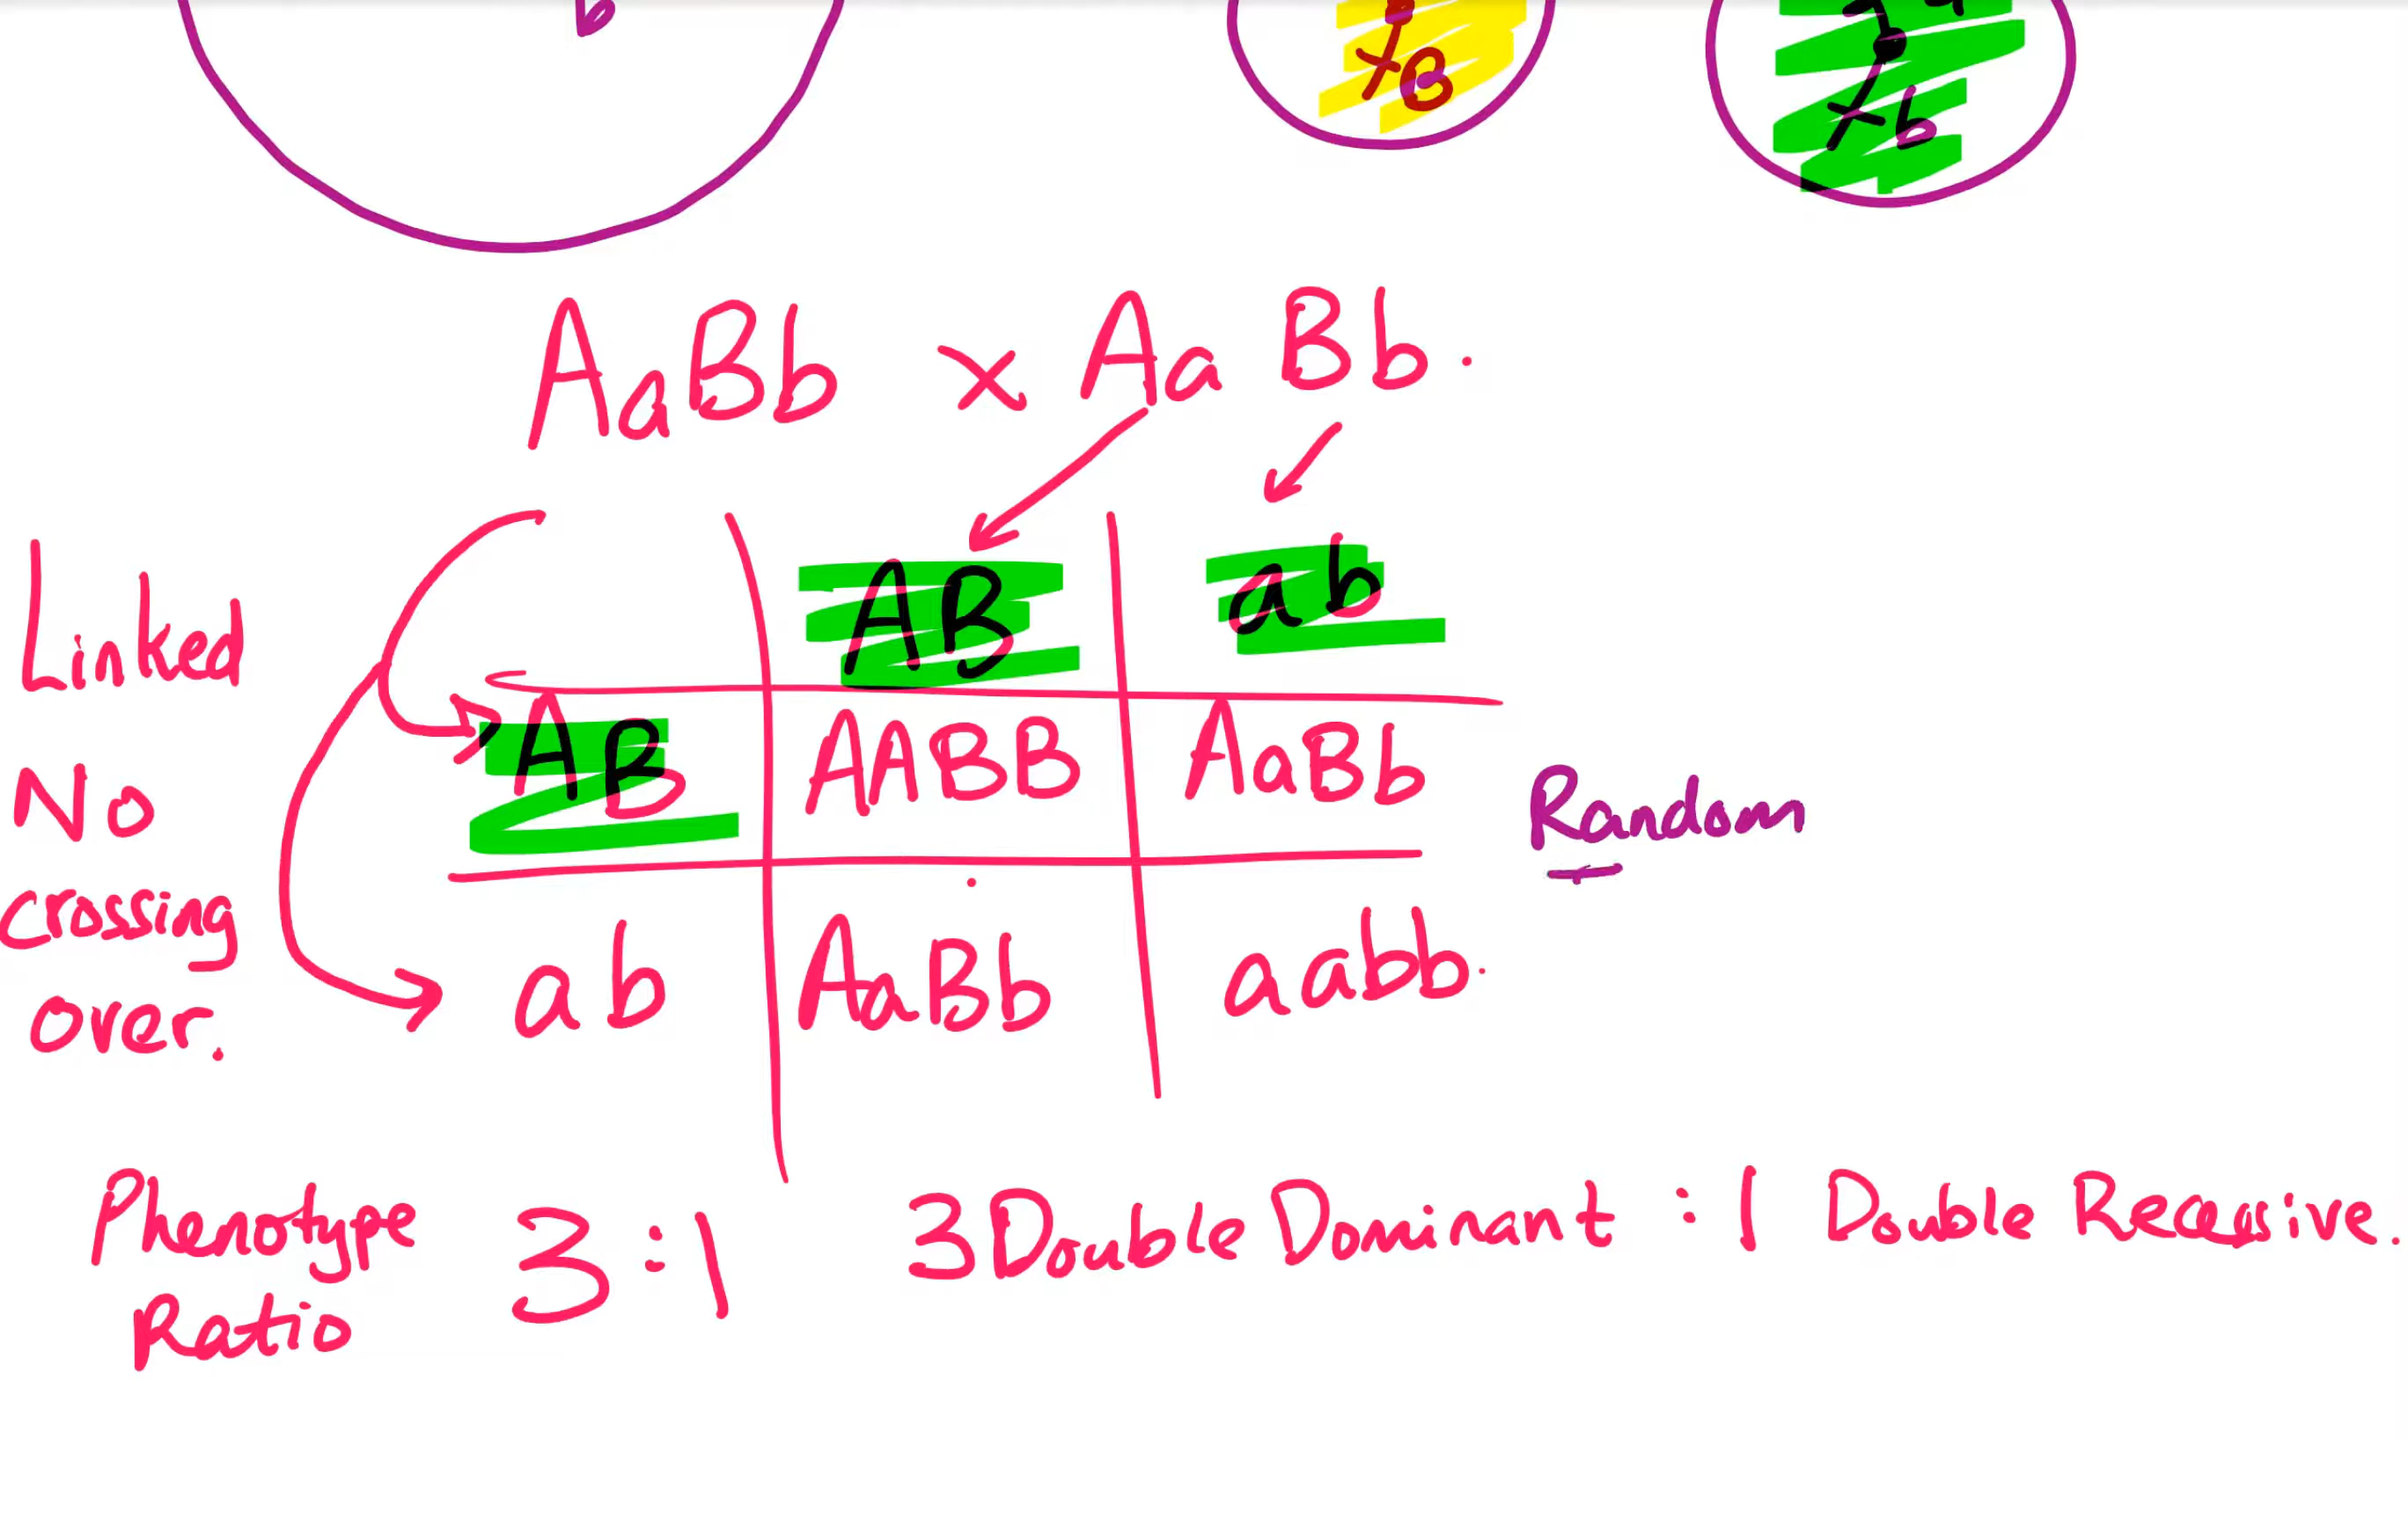 b
B
b
AaBb × AaBb.
AB ab
Linked
AB AABB AaBb
No
Random
crossing
ab AaBb aabb.
over.
Phenotype 3:1 3 Double Dominant : 1 Double Recessive.
Ratio